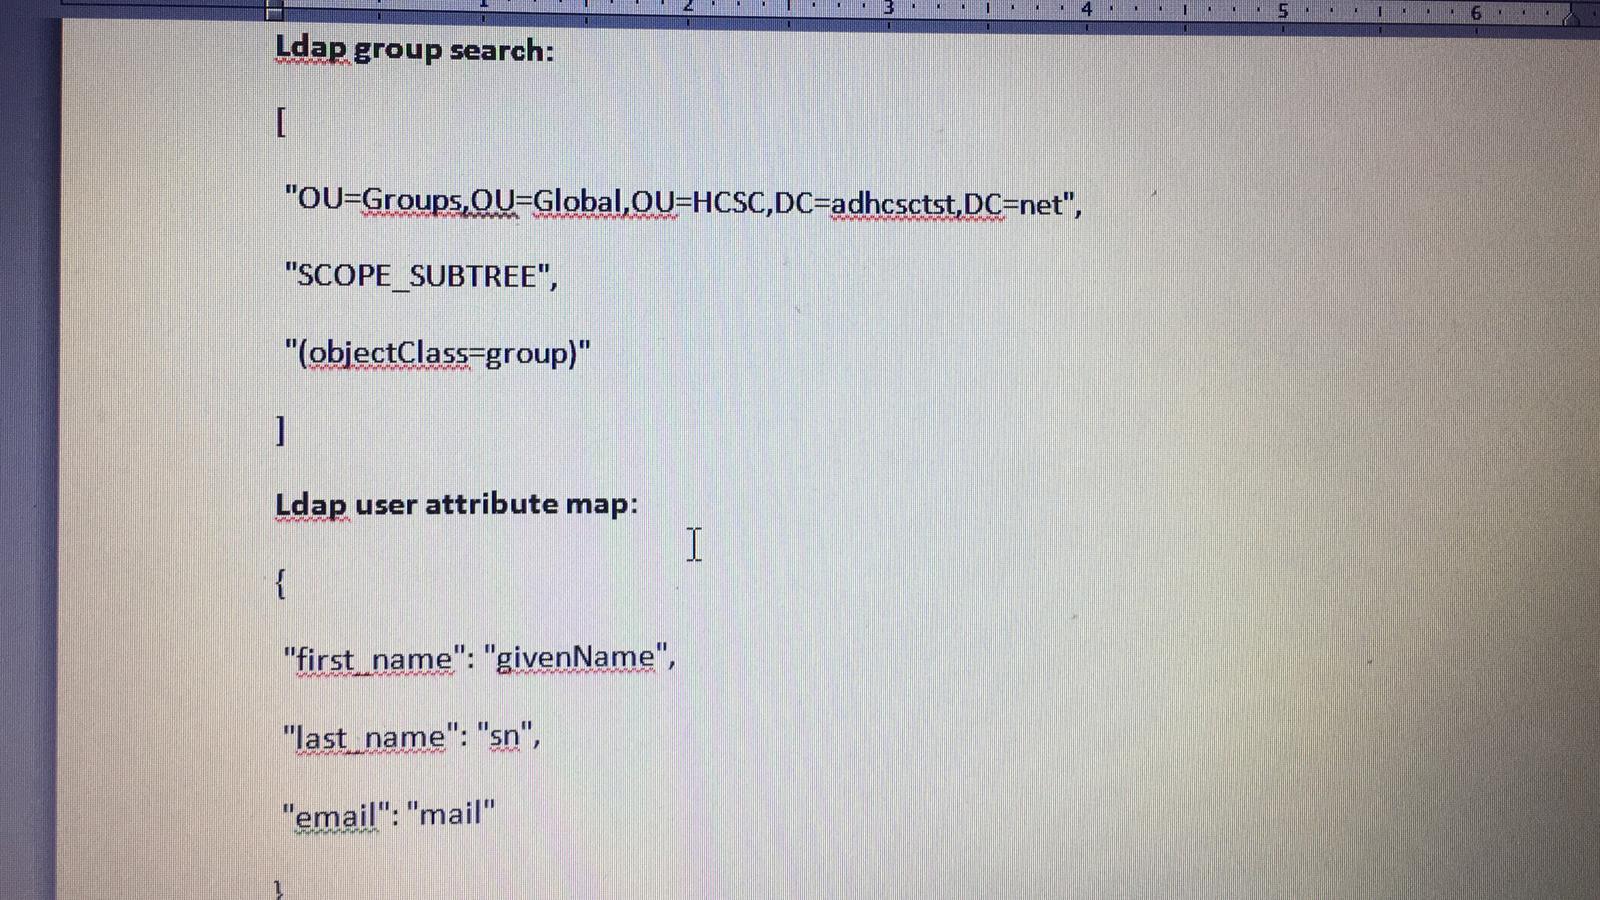 1 2 3 4 5 6
Ldap group search:
[
"OU=Groups,OU=Global,OU=HCSC,DC=adhcsctst,DC=net",
"SCOPE_SUBTREE",
"(objectClass=group)"
]
Ldap user attribute map:
{
"first_name": "givenName",
"last_name": "sn",
"email": "mail"
}